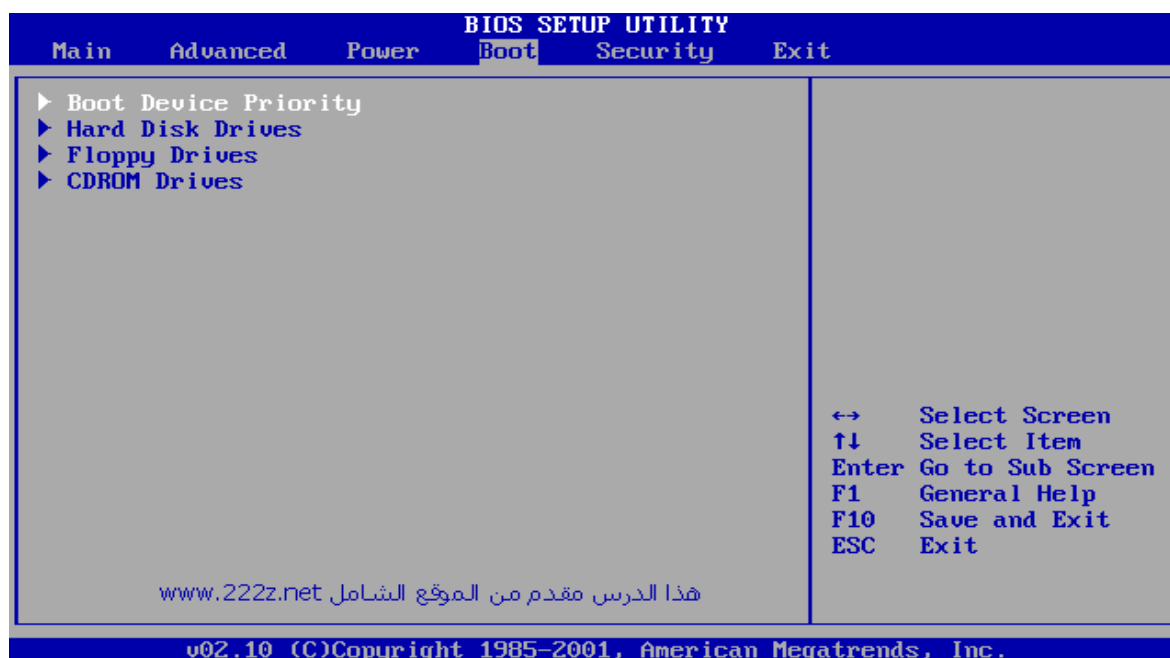 BIOS SETUP UTILITY
Main Advanced Power Boot Security Exit
Boot Device Priority
Hard Disk Drives
Floppy Drives
CDROM Drives
←→ Select Screen
↑↓ Select Item
Enter Go to Sub Screen
F1 General Help
F10 Save and Exit
ESC Exit
هذا الدرس مقدم من الموقع الشامل www.222z.net
v02.10 (C)Copyright 1985-2001, American Megatrends, Inc.